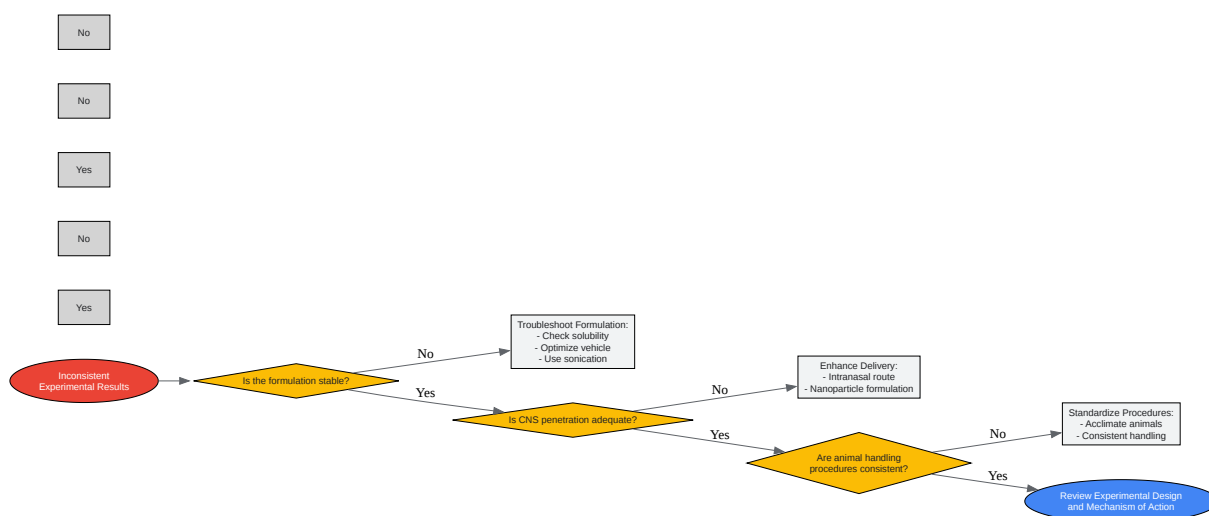 No
No
Yes
No
Yes
Inconsistent
Experimental Results
Is the formulation stable?
No
Yes
Troubleshoot Formulation:
- Check solubility
- Optimize vehicle
- Use sonication
Is CNS penetration adequate?
No
Yes
Enhance Delivery:
- Intranasal route
- Nanoparticle formulation
Are animal handling
procedures consistent?
No
Yes
Standardize Procedures:
- Acclimate animals
- Consistent handling
Review Experimental Design
and Mechanism of Action